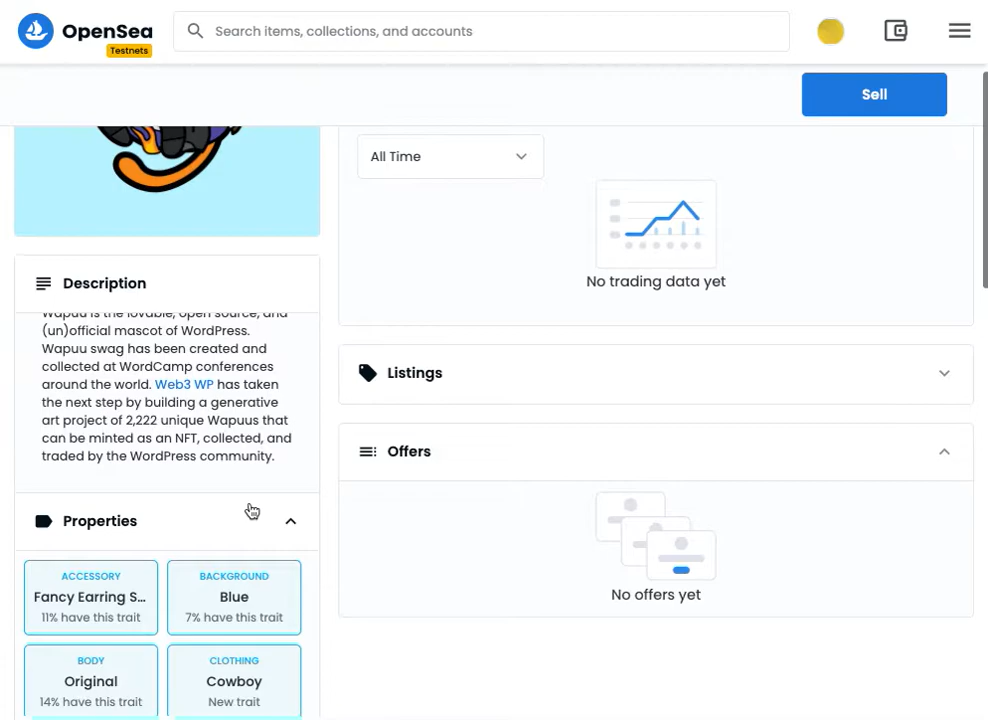 OpenSea
Testnets
Search items, collections, and accounts
Sell
All Time
No trading data yet
Description
Wapuu is the lovable, open source, and
(un)official mascot of WordPress.
Wapuu swag has been created and
collected at WordCamp conferences
around the world. Web3 WP has taken
the next step by building a generative
art project of 2,222 unique Wapuus that
can be minted as an NFT, collected, and
traded by the WordPress community.
Listings
Offers
No offers yet
Properties
ACCESSORY
Fancy Earring S...
11% have this trait
BACKGROUND
Blue
7% have this trait
BODY
Original
14% have this trait
CLOTHING
Cowboy
New trait